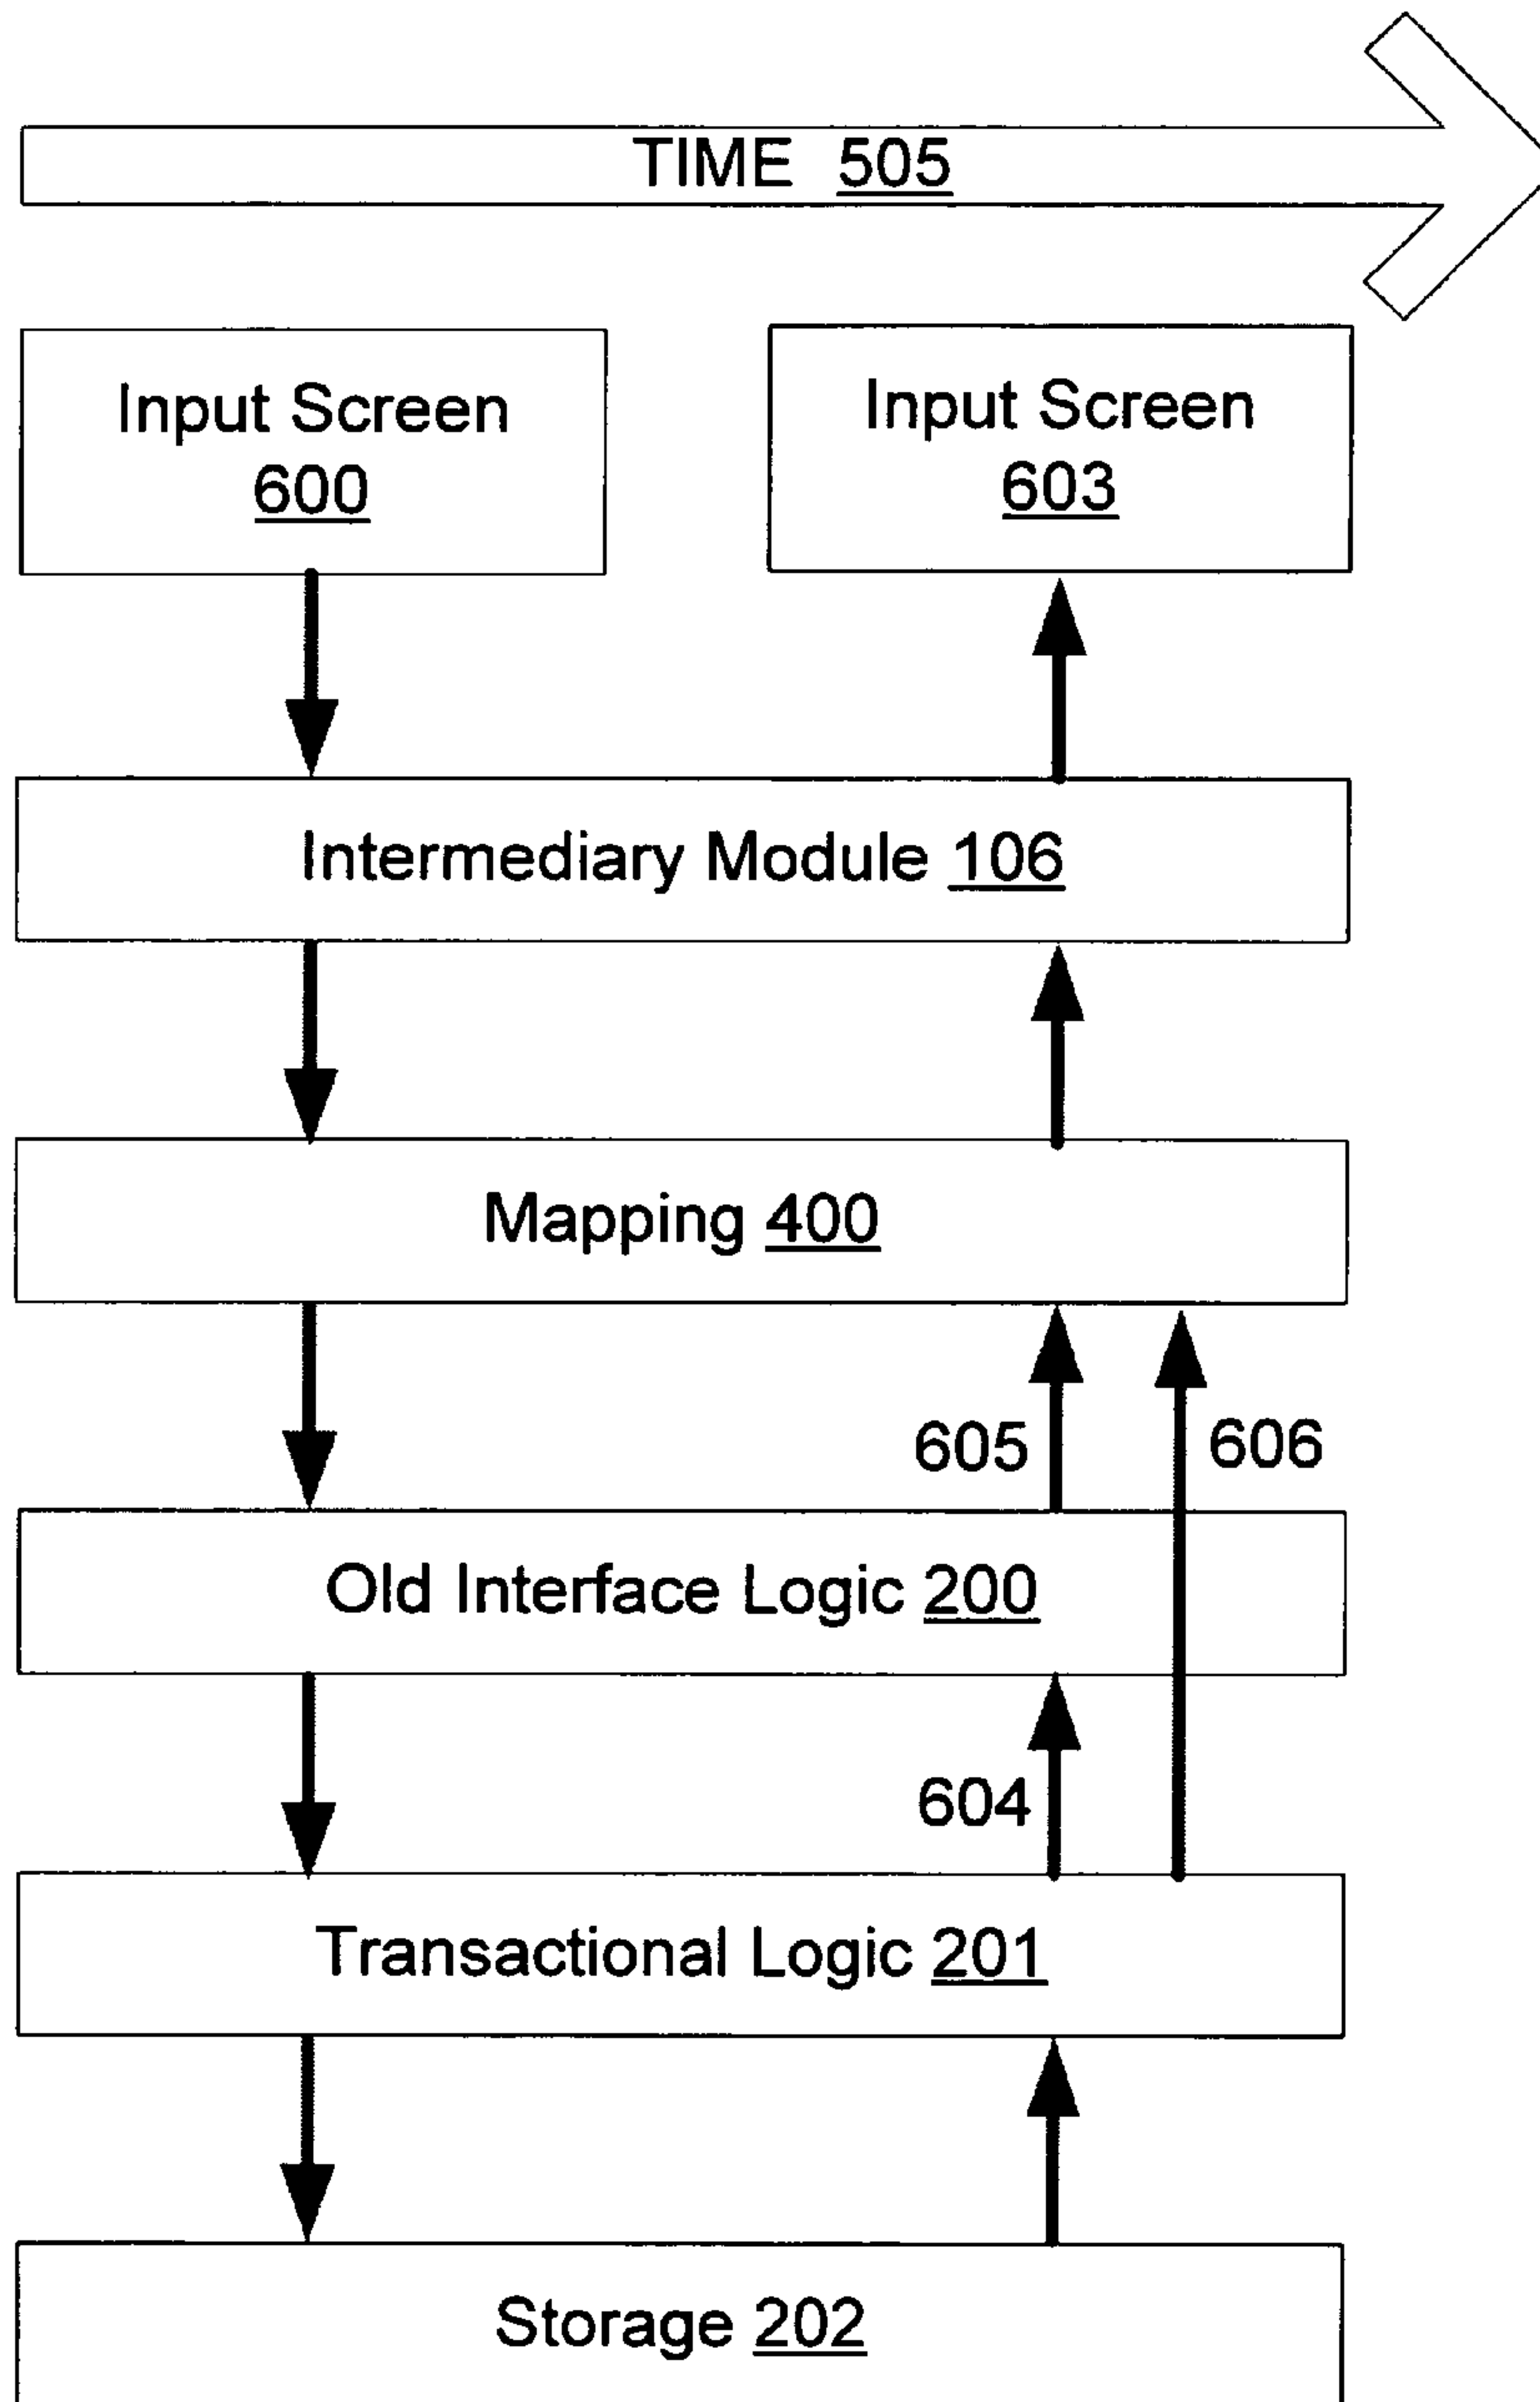 TIME 505
Input Screen
600
Input Screen
603
Intermediary Module 106
Mapping 400
605
606
Old Interface Logic 200
604
Transactional Logic 201
Storage 202